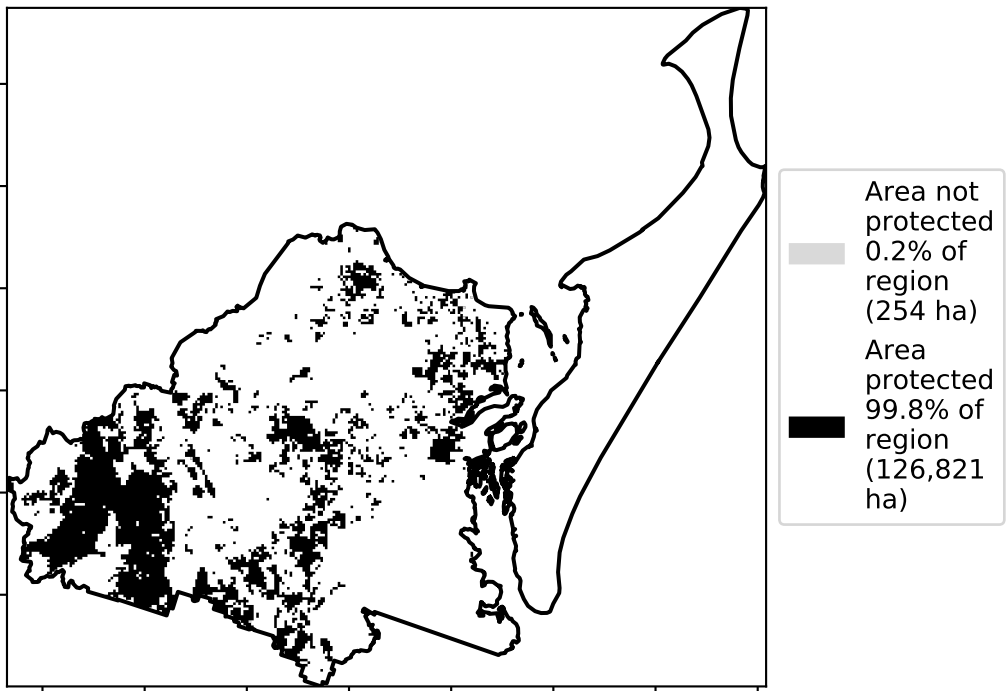 Area not
protected
0.2% of
region
(254 ha)
Area
protected
99.8% of
region
(126,821
ha)